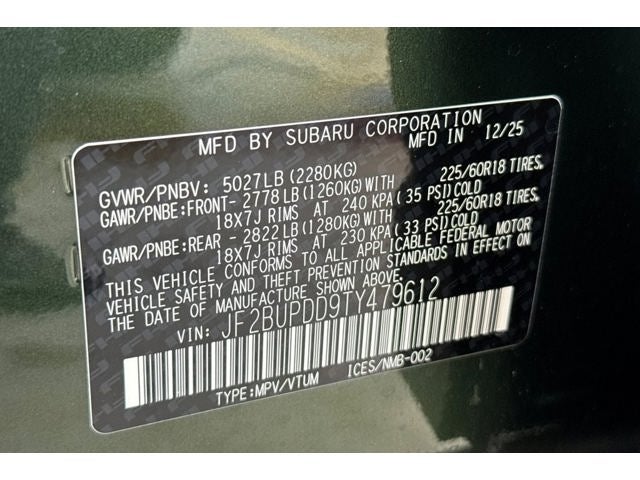 MFD BY SUBARU CORPORATION
MFD IN 12/25
GVWR/PNBV: 5027LB (2280KG)
GAWR/PNBE:FRONT- 2778 LB (1260KG) WITH 225/60R18 TIRES,
18X7J RIMS AT 240 KPA (35 PSI) COLD
GAWR/PNBE:REAR - 2822 LB (1280KG) WITH 225/60R18 TIRES,
18X7J RIMS AT 230 KPA (33 PSI) COLD
THIS VEHICLE CONFORMS TO ALL APPLICABLE FEDERAL MOTOR
VEHICLE SAFETY AND THEFT PREVENTION STANDARDS IN EFFECT ON
THE DATE OF MANUFACTURE SHOWN ABOVE.
VIN: JF2BUPDD9TY479612
TYPE:MPV/VTUM ICES/NMB-002